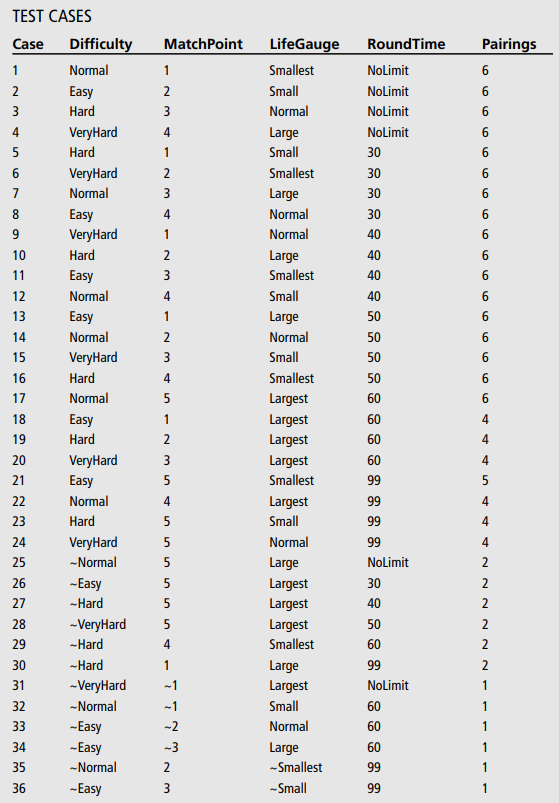 TEST CASES
Case Difficulty MatchPoint LifeGauge RoundTime Pairings
1 Normal 1 Smallest NoLimit 6
2 Easy 2 Small NoLimit 6
3 Hard 3 Normal NoLimit 6
4 VeryHard 4 Large NoLimit 6
5 Hard 1 Small 30 6
6 VeryHard 2 Smallest 30 6
7 Normal 3 Large 30 6
8 Easy 4 Normal 30 6
9 VeryHard 1 Normal 40 6
10 Hard 2 Large 40 6
11 Easy 3 Smallest 40 6
12 Normal 4 Small 40 6
13 Easy 1 Large 50 6
14 Normal 2 Normal 50 6
15 VeryHard 3 Small 50 6
16 Hard 4 Smallest 50 6
17 Normal 5 Largest 60 6
18 Easy 1 Largest 60 4
19 Hard 2 Largest 60 4
20 VeryHard 3 Largest 60 4
21 Easy 5 Smallest 99 5
22 Normal 4 Largest 99 4
23 Hard 5 Small 99 4
24 VeryHard 5 Normal 99 4
25 ~Normal 5 Large NoLimit 2
26 ~Easy 5 Largest 30 2
27 ~Hard 5 Largest 40 2
28 ~VeryHard 5 Largest 50 2
29 ~Hard 4 Smallest 60 2
30 ~Hard 1 Large 99 2
31 ~VeryHard ~1 Largest NoLimit 1
32 ~Normal ~1 Small 60 1
33 ~Easy ~2 Normal 60 1
34 ~Easy ~3 Large 60 1
35 ~Normal 2 ~Smallest 99 1
36 ~Easy 3 ~Small 99 1